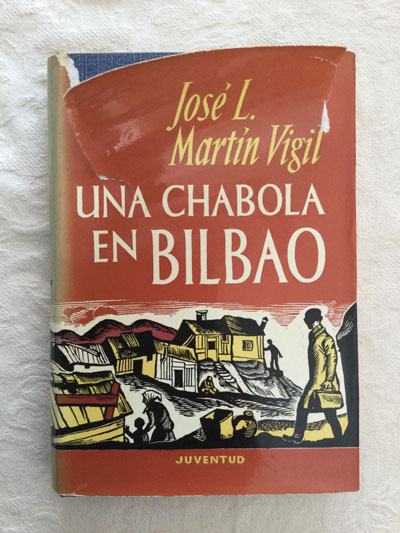 José L.
Martín Vigil
UNA CHABOLA
EN BILBAO
JUVENTUD